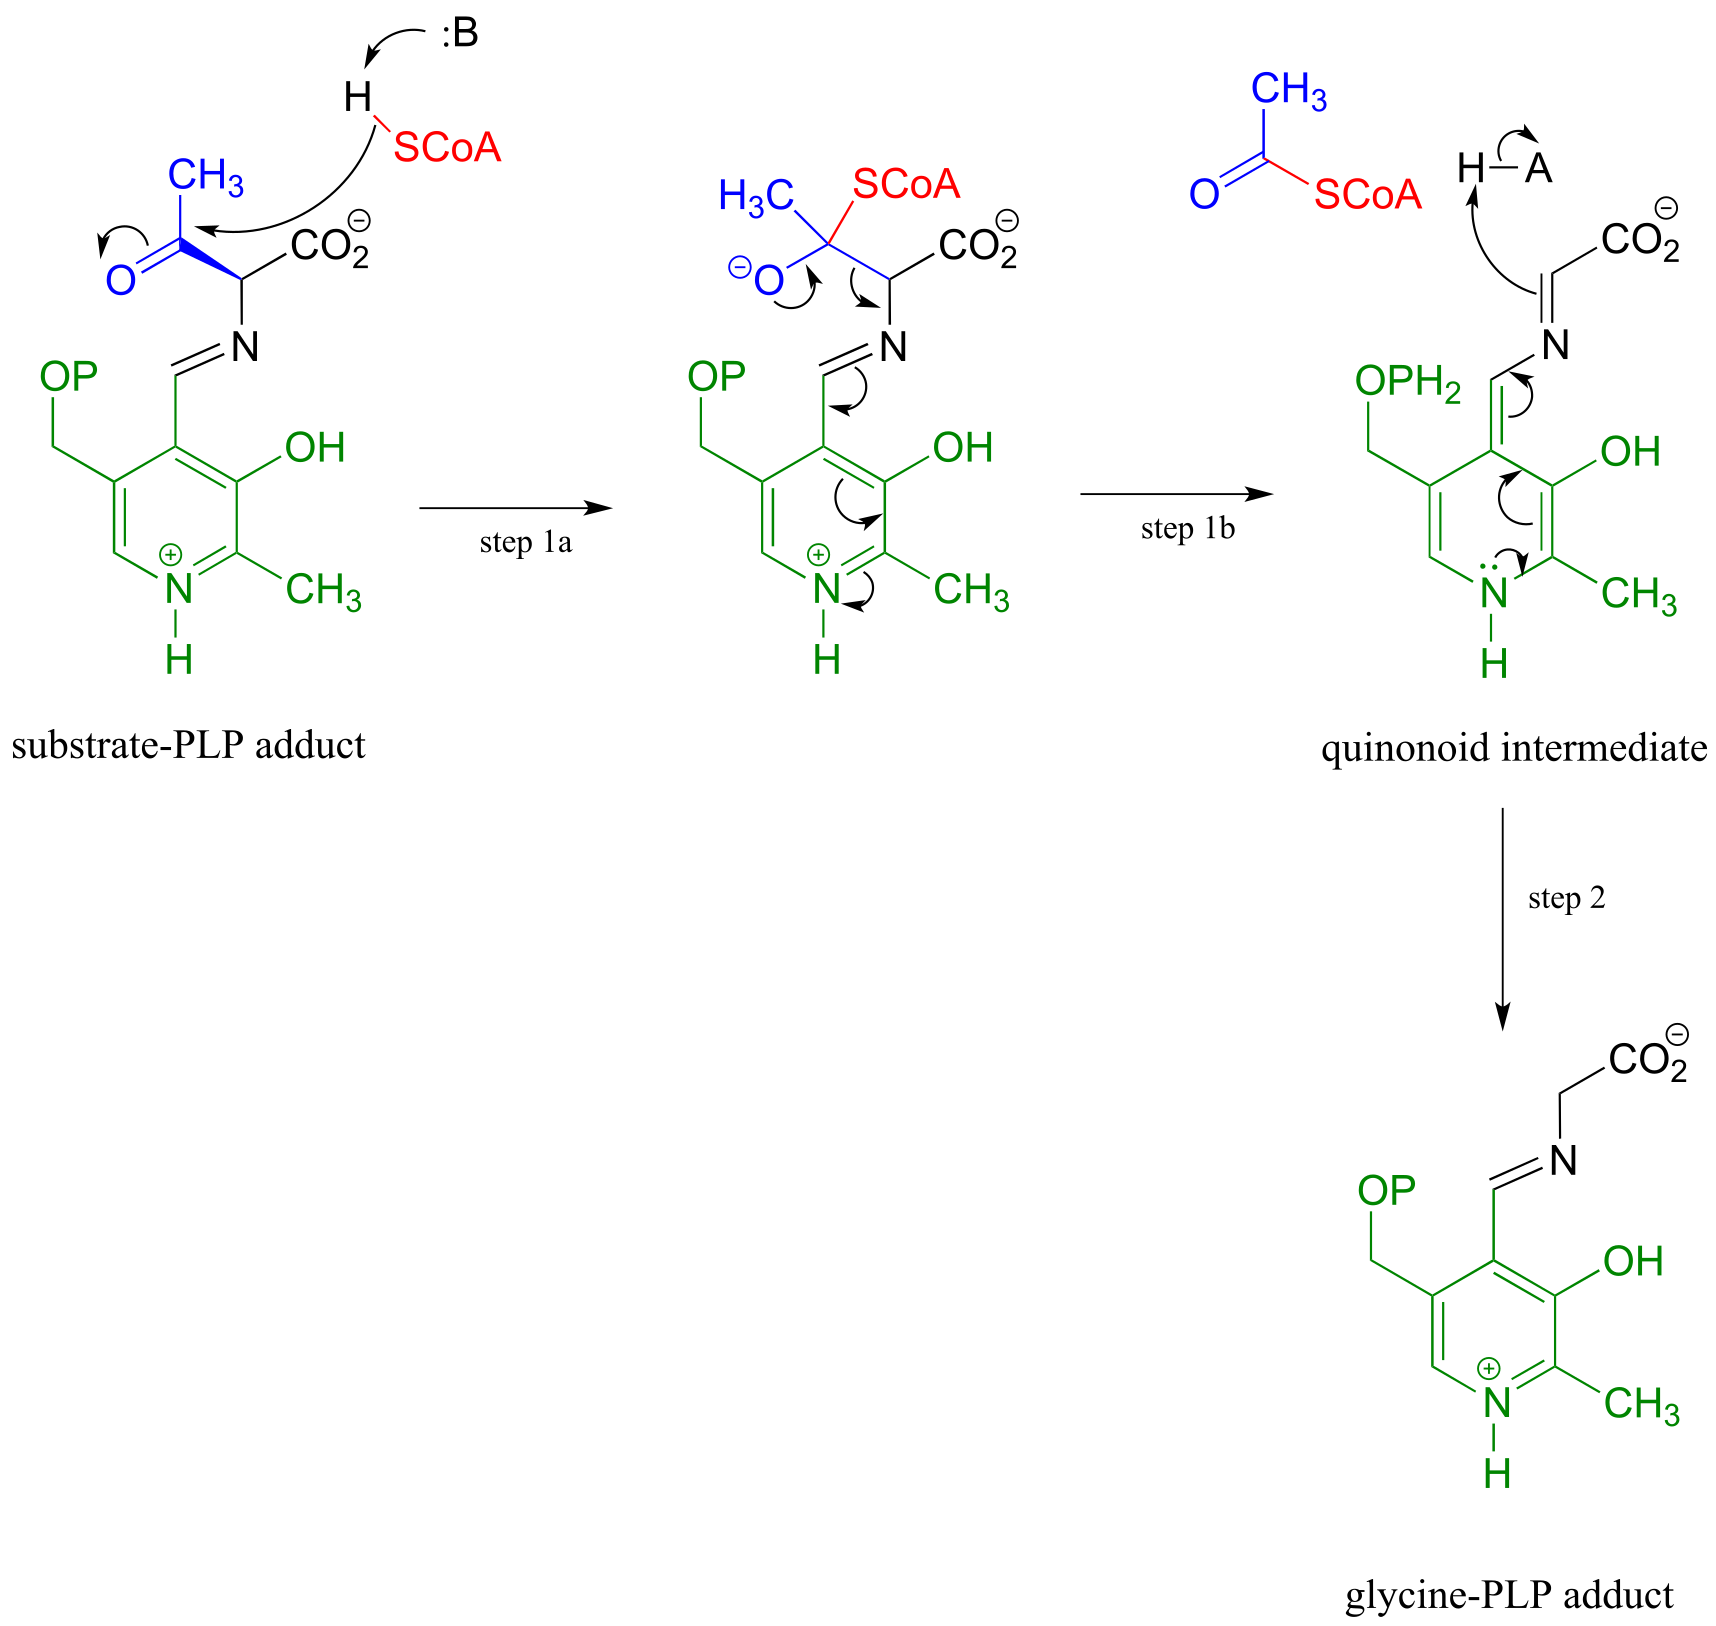 :B
H
SCoA
CH3
CO2⊖
O
N
OP
OH
⊕
N
CH3
H
substrate-PLP adduct
step 1a
H3C
SCoA
CO2⊖
⊖O
N
OP
OH
⊕
N
CH3
H
step 1b
CH3
O
SCoA
H–A
CO2⊖
N
OPH2
OH
N
CH3
H
quinonoid intermediate
step 2
CO2⊖
N
OP
OH
⊕
N
CH3
H
glycine-PLP adduct